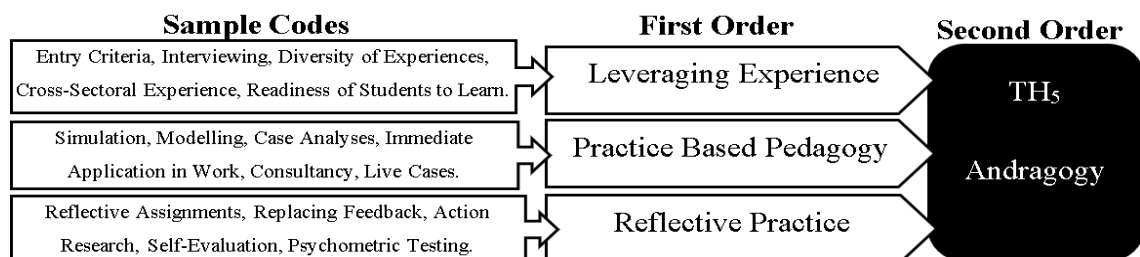 Sample Codes
First Order
Second Order
Entry Criteria, Interviewing, Diversity of Experiences,
Cross-Sectoral Experience, Readiness of Students to Learn.
Leveraging Experience
Simulation, Modelling, Case Analyses, Immediate
Application in Work, Consultancy, Live Cases.
Practice Based Pedagogy
Reflective Assignments, Replacing Feedback, Action
Research, Self-Evaluation, Psychometric Testing.
Reflective Practice
TH₅
Andragogy